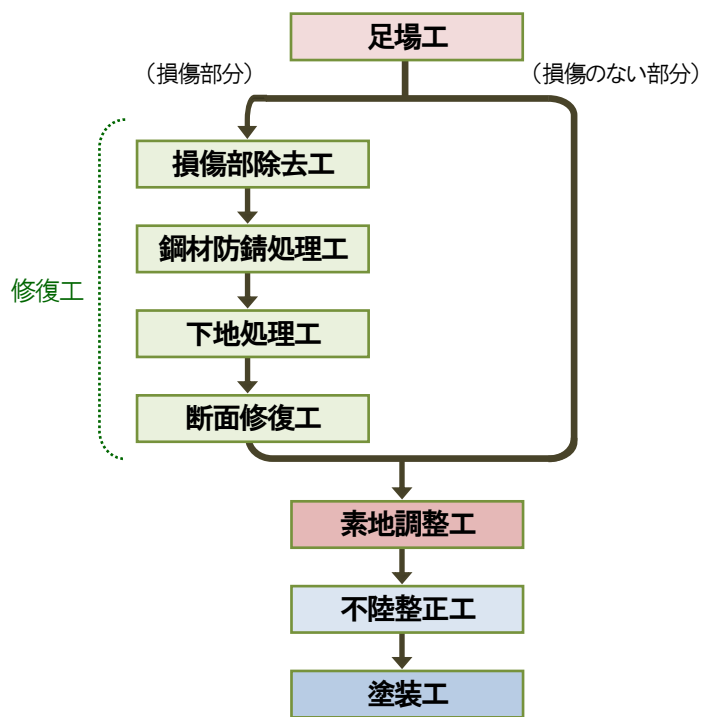 足場工
（損傷部分）
（損傷のない部分）
損傷部除去工
鋼材防錆処理工
修復工
下地処理工
断面修復工
素地調整工
不陸整正工
塗装工